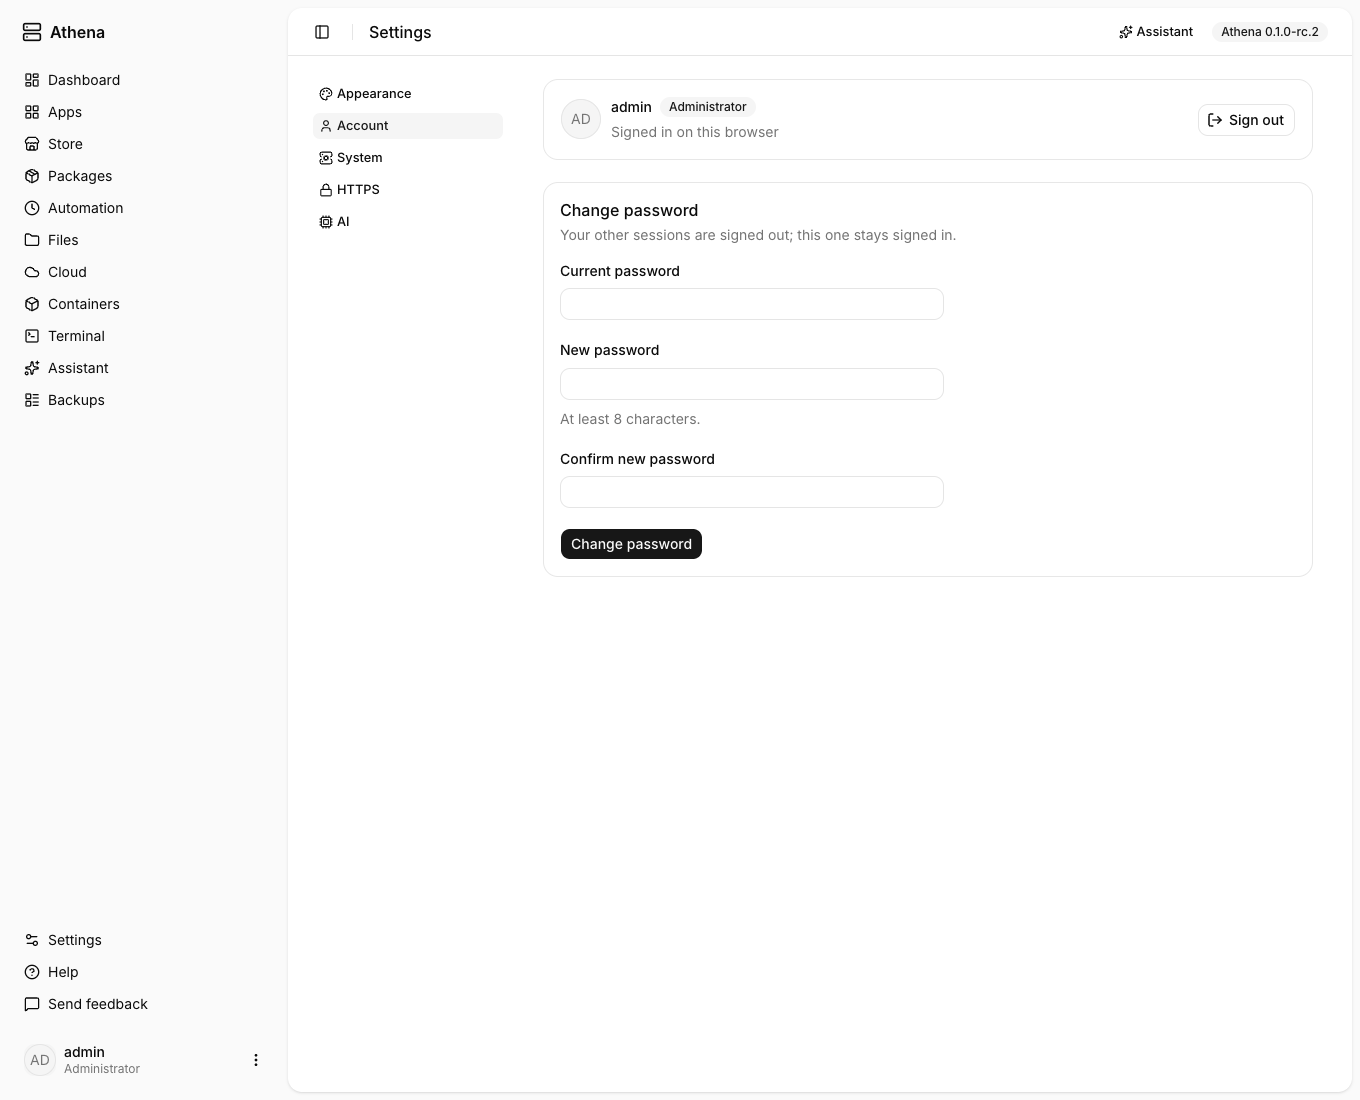 Athena
Dashboard
Apps
Store
Packages
Automation
Files
Cloud
Containers
Terminal
Assistant
Backups
Settings
Help
Send feedback
AD
admin
Administrator
Settings
Assistant
Athena 0.1.0-rc.2
Appearance
Account
System
HTTPS
AI
AD
admin Administrator
Signed in on this browser
Sign out
Change password
Your other sessions are signed out; this one stays signed in.
Current password
New password
At least 8 characters.
Confirm new password
Change password